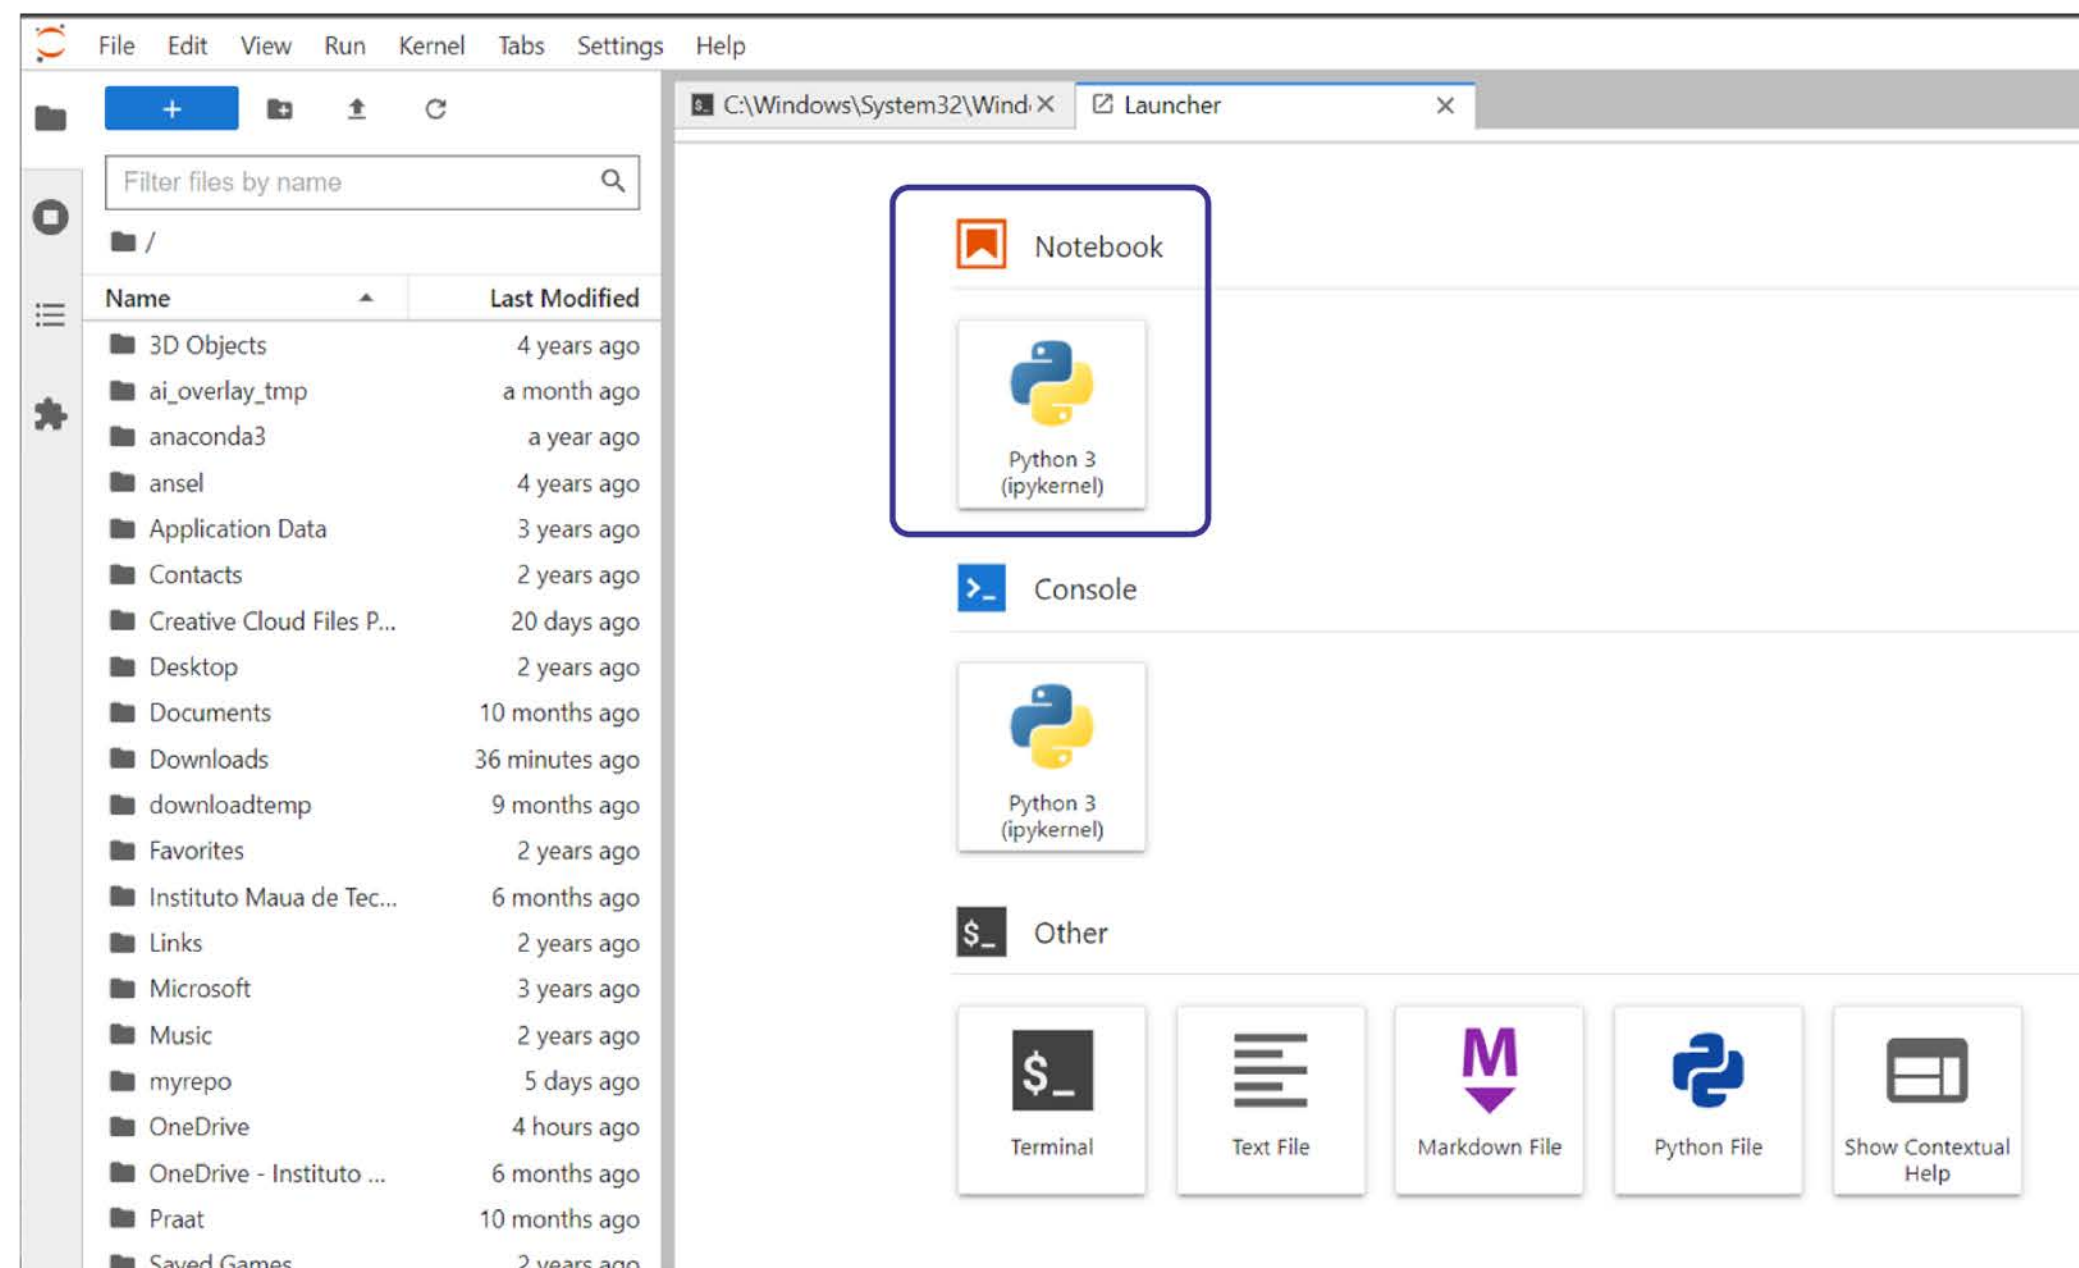 File Edit View Run Kernel Tabs Settings Help
+
C:\Windows\System32\Wind
Launcher
Filter files by name
/
Name Last Modified
3D Objects 4 years ago
ai_overlay_tmp a month ago
anaconda3 a year ago
ansel 4 years ago
Application Data 3 years ago
Contacts 2 years ago
Creative Cloud Files P... 20 days ago
Desktop 2 years ago
Documents 10 months ago
Downloads 36 minutes ago
downloadtemp 9 months ago
Favorites 2 years ago
Instituto Maua de Tec... 6 months ago
Links 2 years ago
Microsoft 3 years ago
Music 2 years ago
myrepo 5 days ago
OneDrive 4 hours ago
OneDrive - Instituto ... 6 months ago
Praat 10 months ago
Saved Games 2 years ago
Notebook
Python 3
(ipykernel)
>_ Console
Python 3
(ipykernel)
$_ Other
$_
Terminal
Text File
M
Markdown File
Python File
Show Contextual
Help